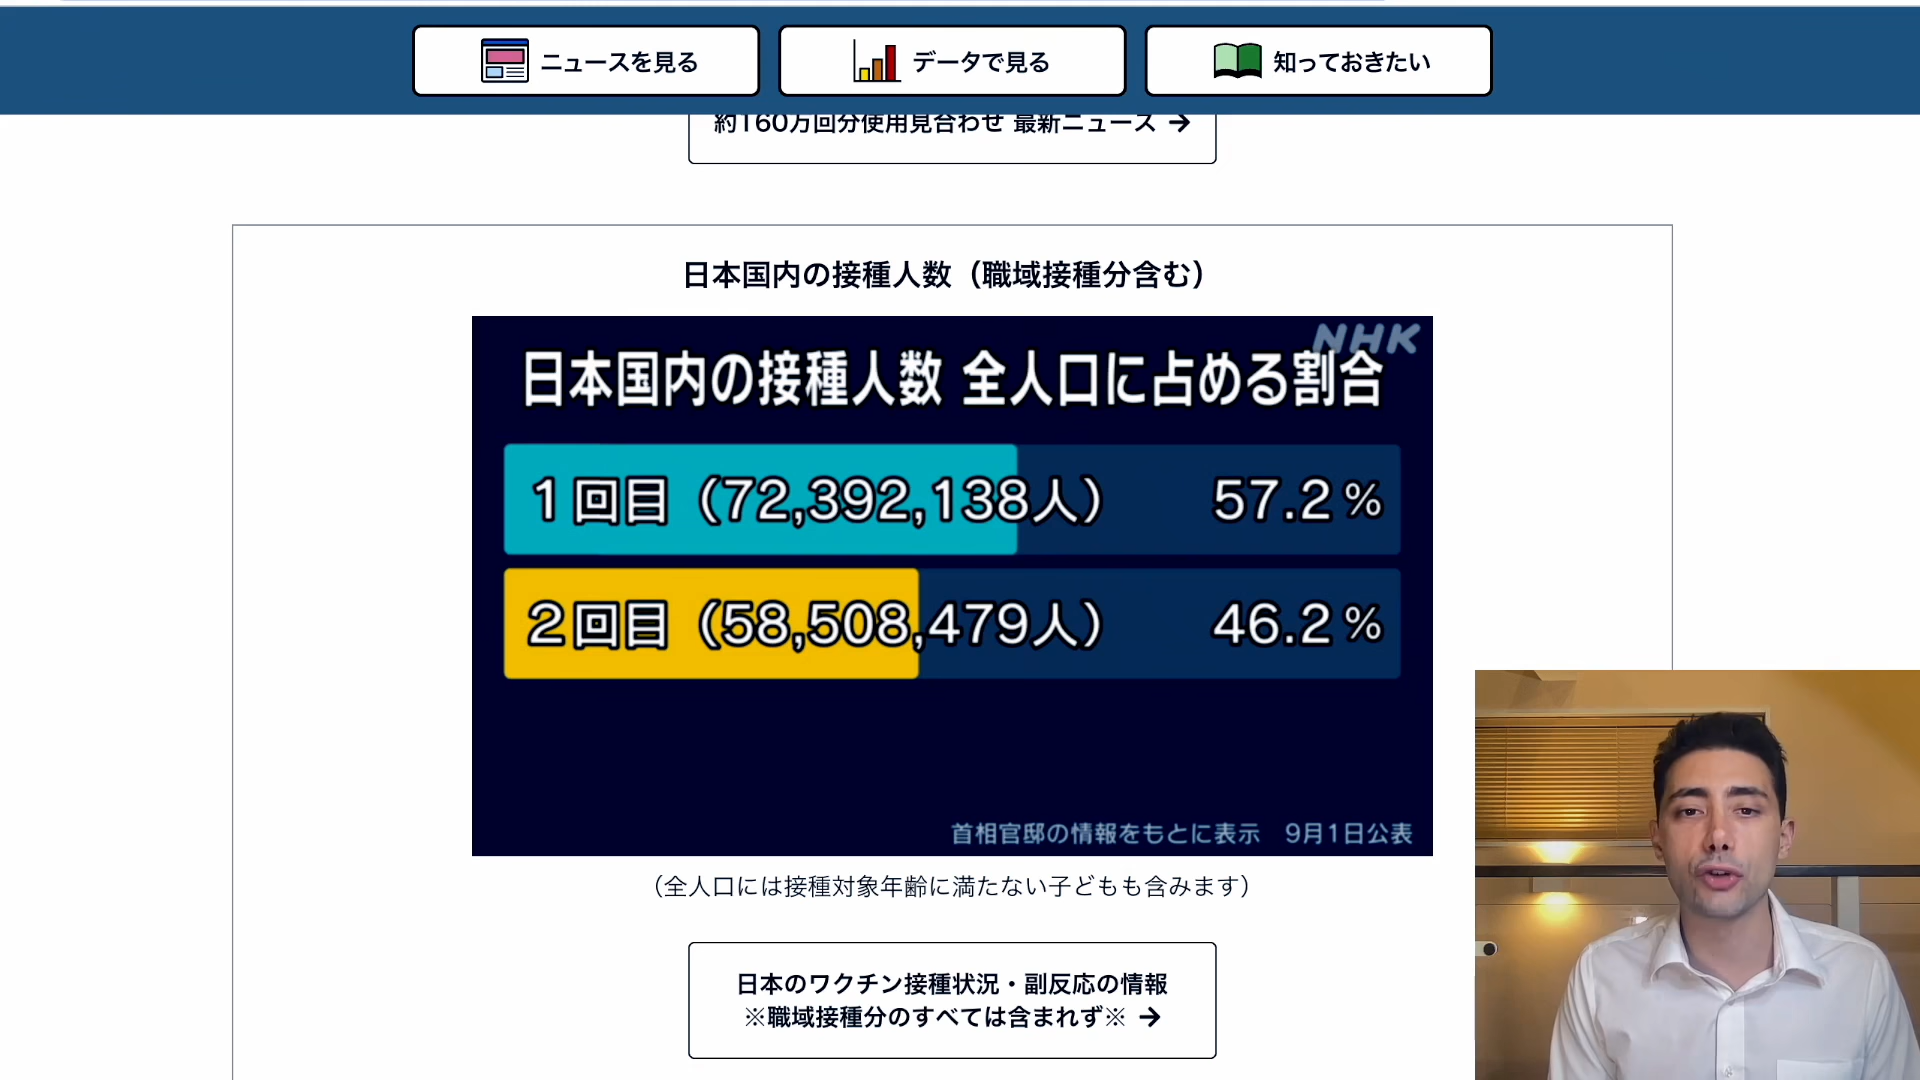 ニュースを見る
データで見る
知っておきたい
約160万回分使用見合わせ 最新ニュース →
日本国内の接種人数（職域接種分含む）
NHK
日本国内の接種人数 全人口に占める割合
1回目（72,392,138人） 57.2%
2回目（58,508,479人） 46.2%
首相官邸の情報をもとに表示 9月1日公表
（全人口には接種対象年齢に満たない子どもも含みます）
日本のワクチン接種状況・副反応の情報
※職域接種分のすべては含まれず※ →